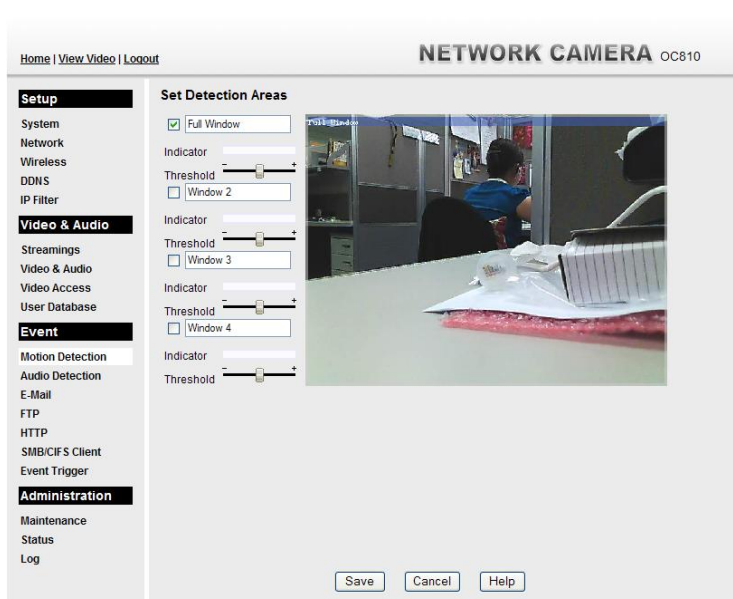 Home | View Video | Logout
NETWORK CAMERA OC810
Setup
System
Network
Wireless
DDNS
IP Filter
Video & Audio
Streamings
Video & Audio
Video Access
User Database
Event
Motion Detection
Audio Detection
E-Mail
FTP
HTTP
SMB/CIFS Client
Event Trigger
Administration
Maintenance
Status
Log
Set Detection Areas
Full Window
Indicator
Threshold - +
Window 2
Indicator
Threshold - +
Window 3
Indicator
Threshold - +
Window 4
Indicator
Threshold - +
Full Window
Save Cancel Help